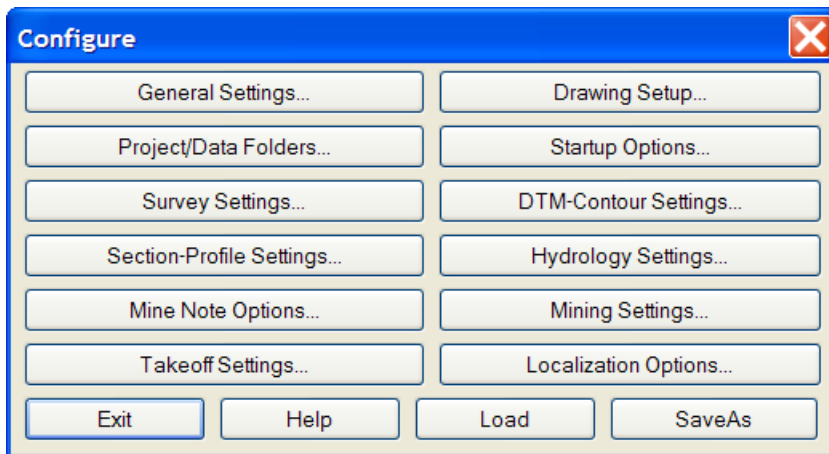 Configure
General Settings... Drawing Setup...
Project/Data Folders... Startup Options...
Survey Settings... DTM-Contour Settings...
Section-Profile Settings... Hydrology Settings...
Mine Note Options... Mining Settings...
Takeoff Settings... Localization Options...
Exit Help Load SaveAs